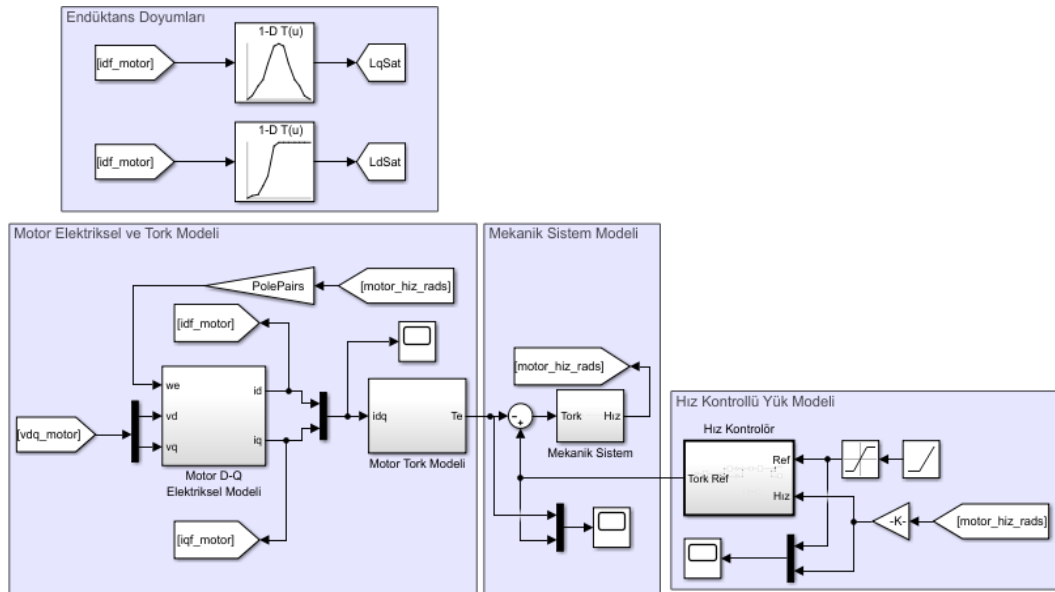 Endüktans Doyumları
1-D T(u)
[idf_motor]
LqSat
1-D T(u)
[idf_motor]
LdSat
Motor Elektriksel ve Tork Modeli
PolePairs
[motor_hiz_rads]
[idf_motor]
we
id
vd
[vdq_motor]
vq
iq
Motor D-Q
Elektriksel Modeli
idq
Te
Motor Tork Modeli
[iqf_motor]
Mekanik Sistem Modeli
[motor_hiz_rads]
Tork
Hız
Mekanik Sistem
Hız Kontrollü Yük Modeli
Hız Kontrolör
Ref
Tork Ref
Hız
-K-
[motor_hiz_rads]